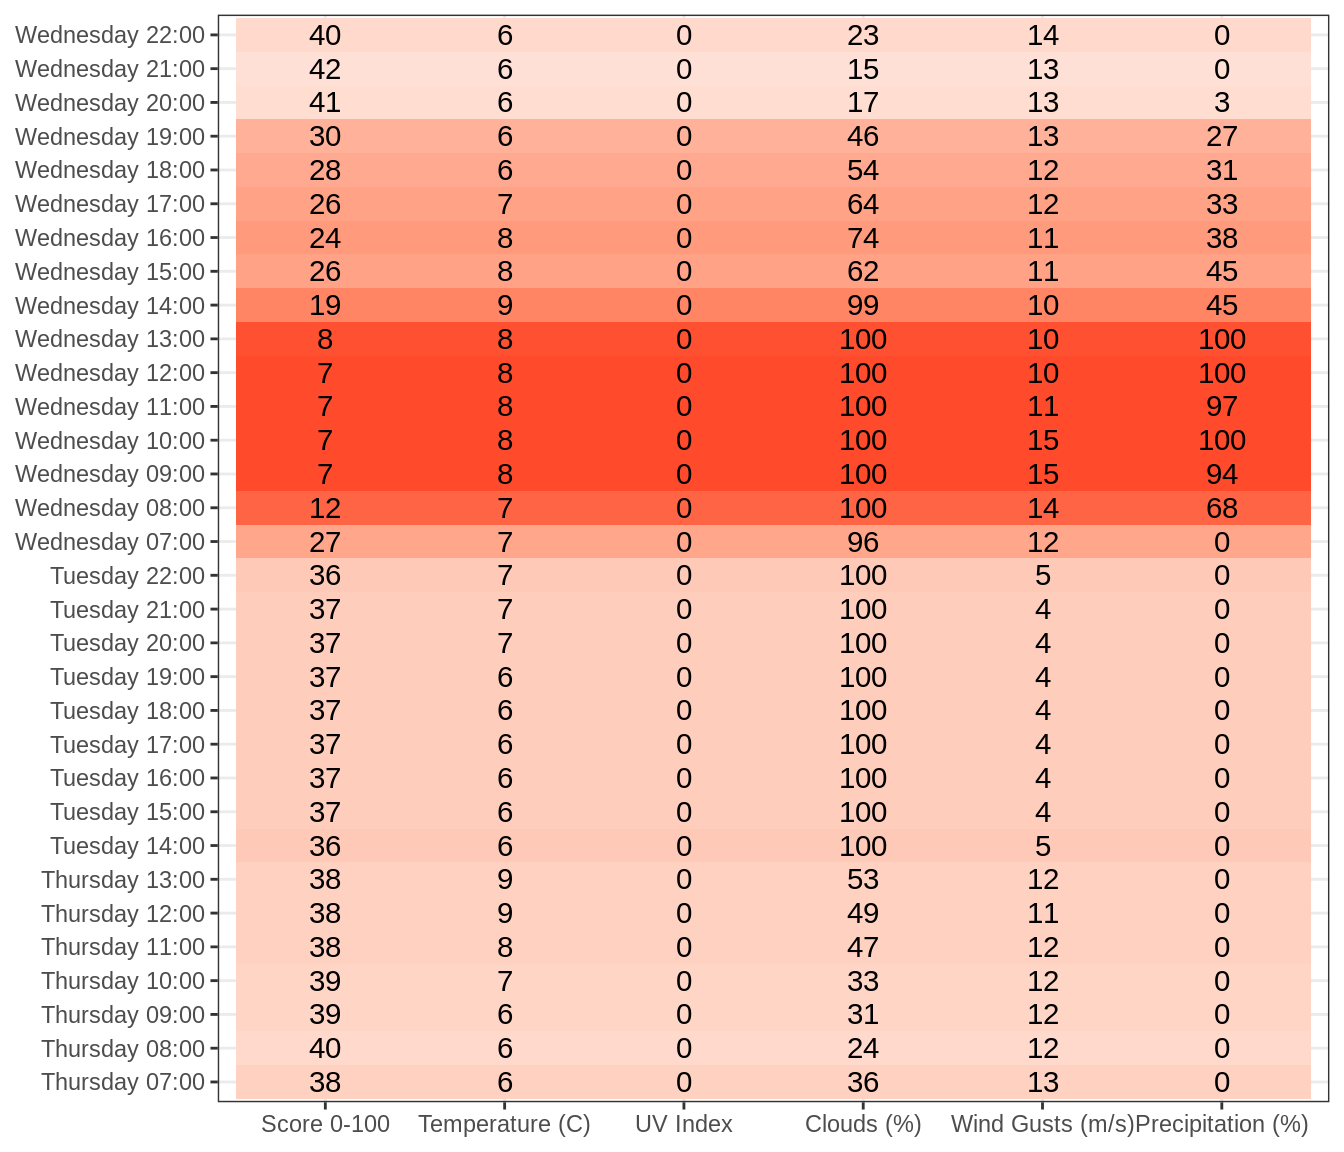 Wednesday 22:00 40 6 0 23 14 0
Wednesday 21:00 42 6 0 15 13 0
Wednesday 20:00 41 6 0 17 13 3
Wednesday 19:00 30 6 0 46 13 27
Wednesday 18:00 28 6 0 54 12 31
Wednesday 17:00 26 7 0 64 12 33
Wednesday 16:00 24 8 0 74 11 38
Wednesday 15:00 26 8 0 62 11 45
Wednesday 14:00 19 9 0 99 10 45
Wednesday 13:00 8 8 0 100 10 100
Wednesday 12:00 7 8 0 100 10 100
Wednesday 11:00 7 8 0 100 11 97
Wednesday 10:00 7 8 0 100 15 100
Wednesday 09:00 7 8 0 100 15 94
Wednesday 08:00 12 7 0 100 14 68
Wednesday 07:00 27 7 0 96 12 0
Tuesday 22:00 36 7 0 100 5 0
Tuesday 21:00 37 7 0 100 4 0
Tuesday 20:00 37 7 0 100 4 0
Tuesday 19:00 37 6 0 100 4 0
Tuesday 18:00 37 6 0 100 4 0
Tuesday 17:00 37 6 0 100 4 0
Tuesday 16:00 37 6 0 100 4 0
Tuesday 15:00 37 6 0 100 4 0
Tuesday 14:00 36 6 0 100 5 0
Thursday 13:00 38 9 0 53 12 0
Thursday 12:00 38 9 0 49 11 0
Thursday 11:00 38 8 0 47 12 0
Thursday 10:00 39 7 0 33 12 0
Thursday 09:00 39 6 0 31 12 0
Thursday 08:00 40 6 0 24 12 0
Thursday 07:00 38 6 0 36 13 0
Score 0-100 Temperature (C) UV Index Clouds (%) Wind Gusts (m/s) Precipitation (%)